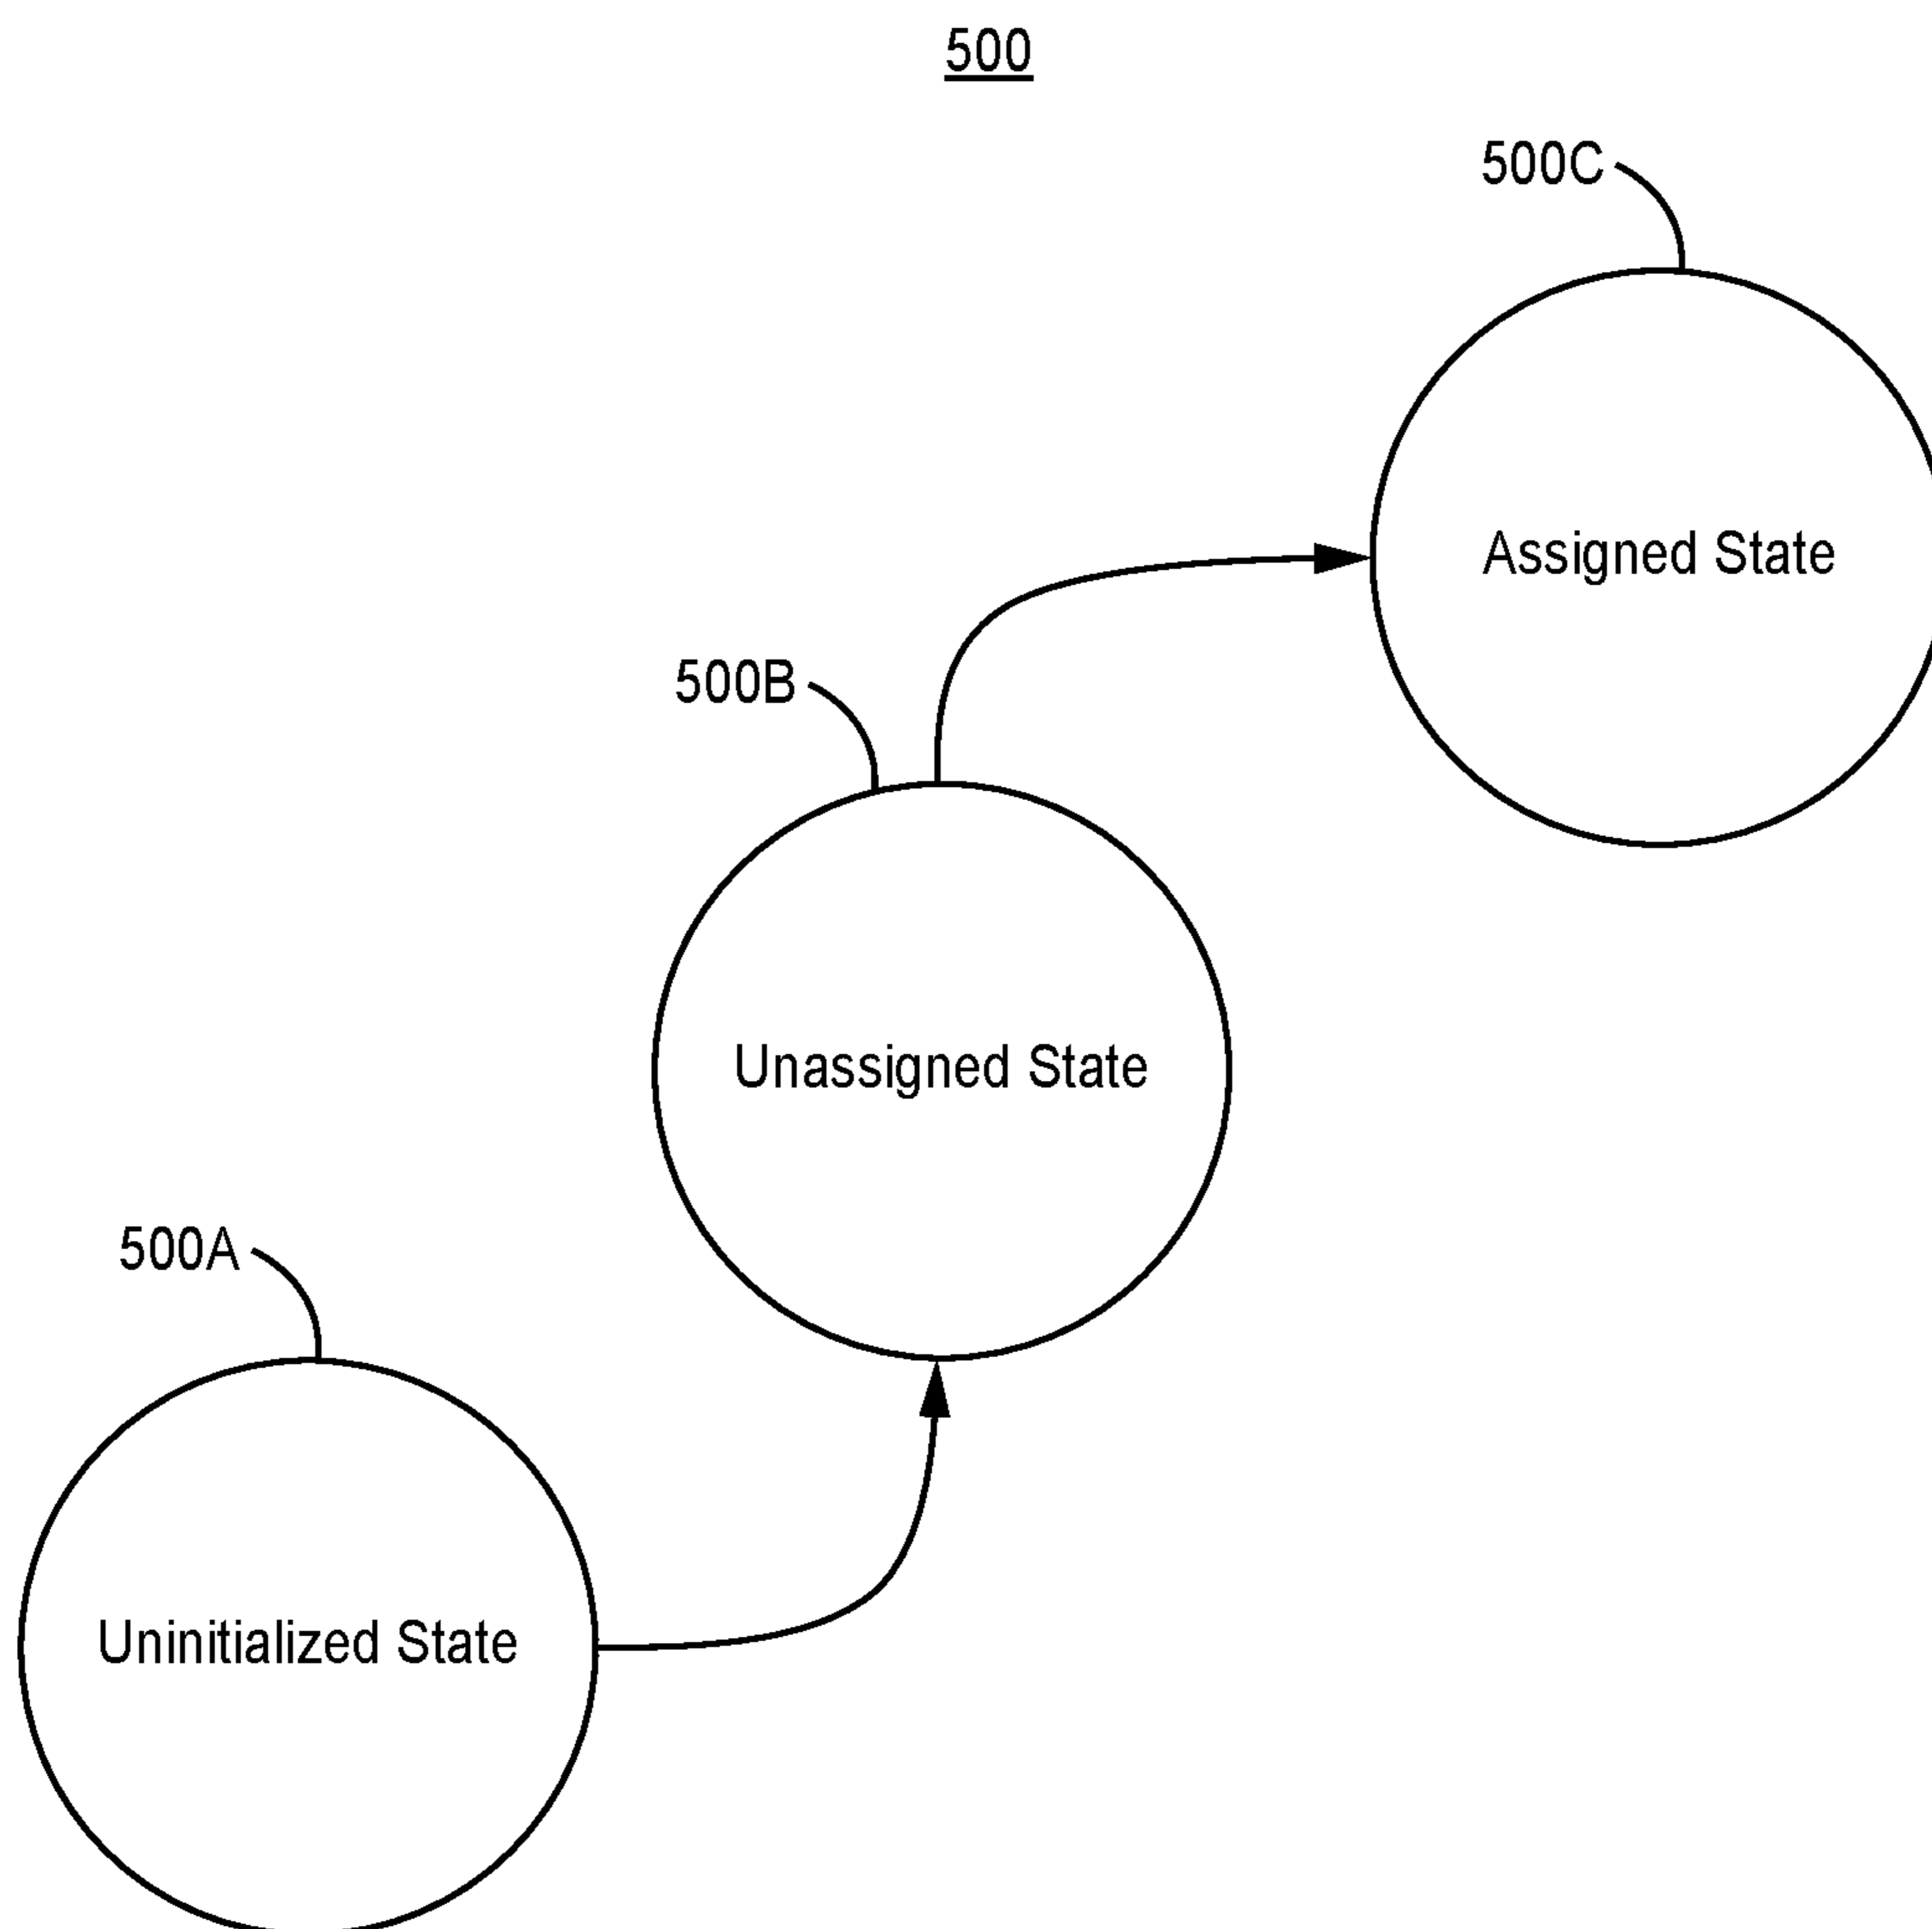 500
500C
Assigned State
500B
Unassigned State
500A
Uninitialized State